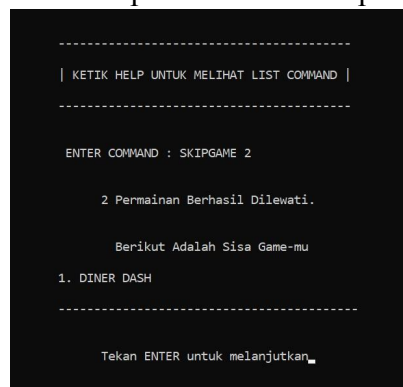 ---------------------------------------
| KETIK HELP UNTUK MELIHAT LIST COMMAND |
---------------------------------------
ENTER COMMAND : SKIPGAME 2
2 Permainan Berhasil Dilewati.
Berikut Adalah Sisa Game-mu
1. DINER DASH
----------------------------------------
Tekan ENTER untuk melanjutkan_